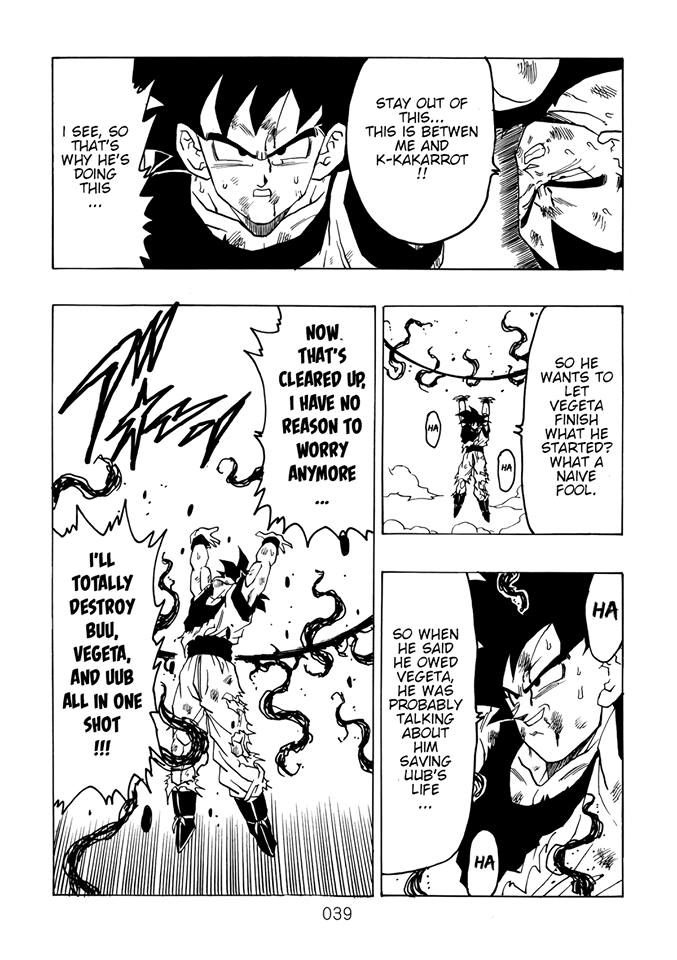 STAY OUT OF
THIS...
THIS IS BETWEN
ME AND
K-KAKARROT
!!
I SEE, SO
THAT'S
WHY HE'S
DOING
THIS
...
SO HE
WANTS TO
LET
VEGETA
FINISH
WHAT HE
STARTED?
WHAT A
NAIVE
FOOL.
HA
HA
NOW
THAT'S
CLEARED UP,
I HAVE NO
REASON TO
WORRY
ANYMORE
...
I'LL
TOTALLY
DESTROY
BUU,
VEGETA,
AND UUB
ALL IN ONE
SHOT
!!!
HA
SO WHEN
HE SAID
HE OWED
VEGETA,
HE WAS
PROBABLY
TALKING
ABOUT
HIM
SAVING
UUB'S
LIFE
...
HA
039